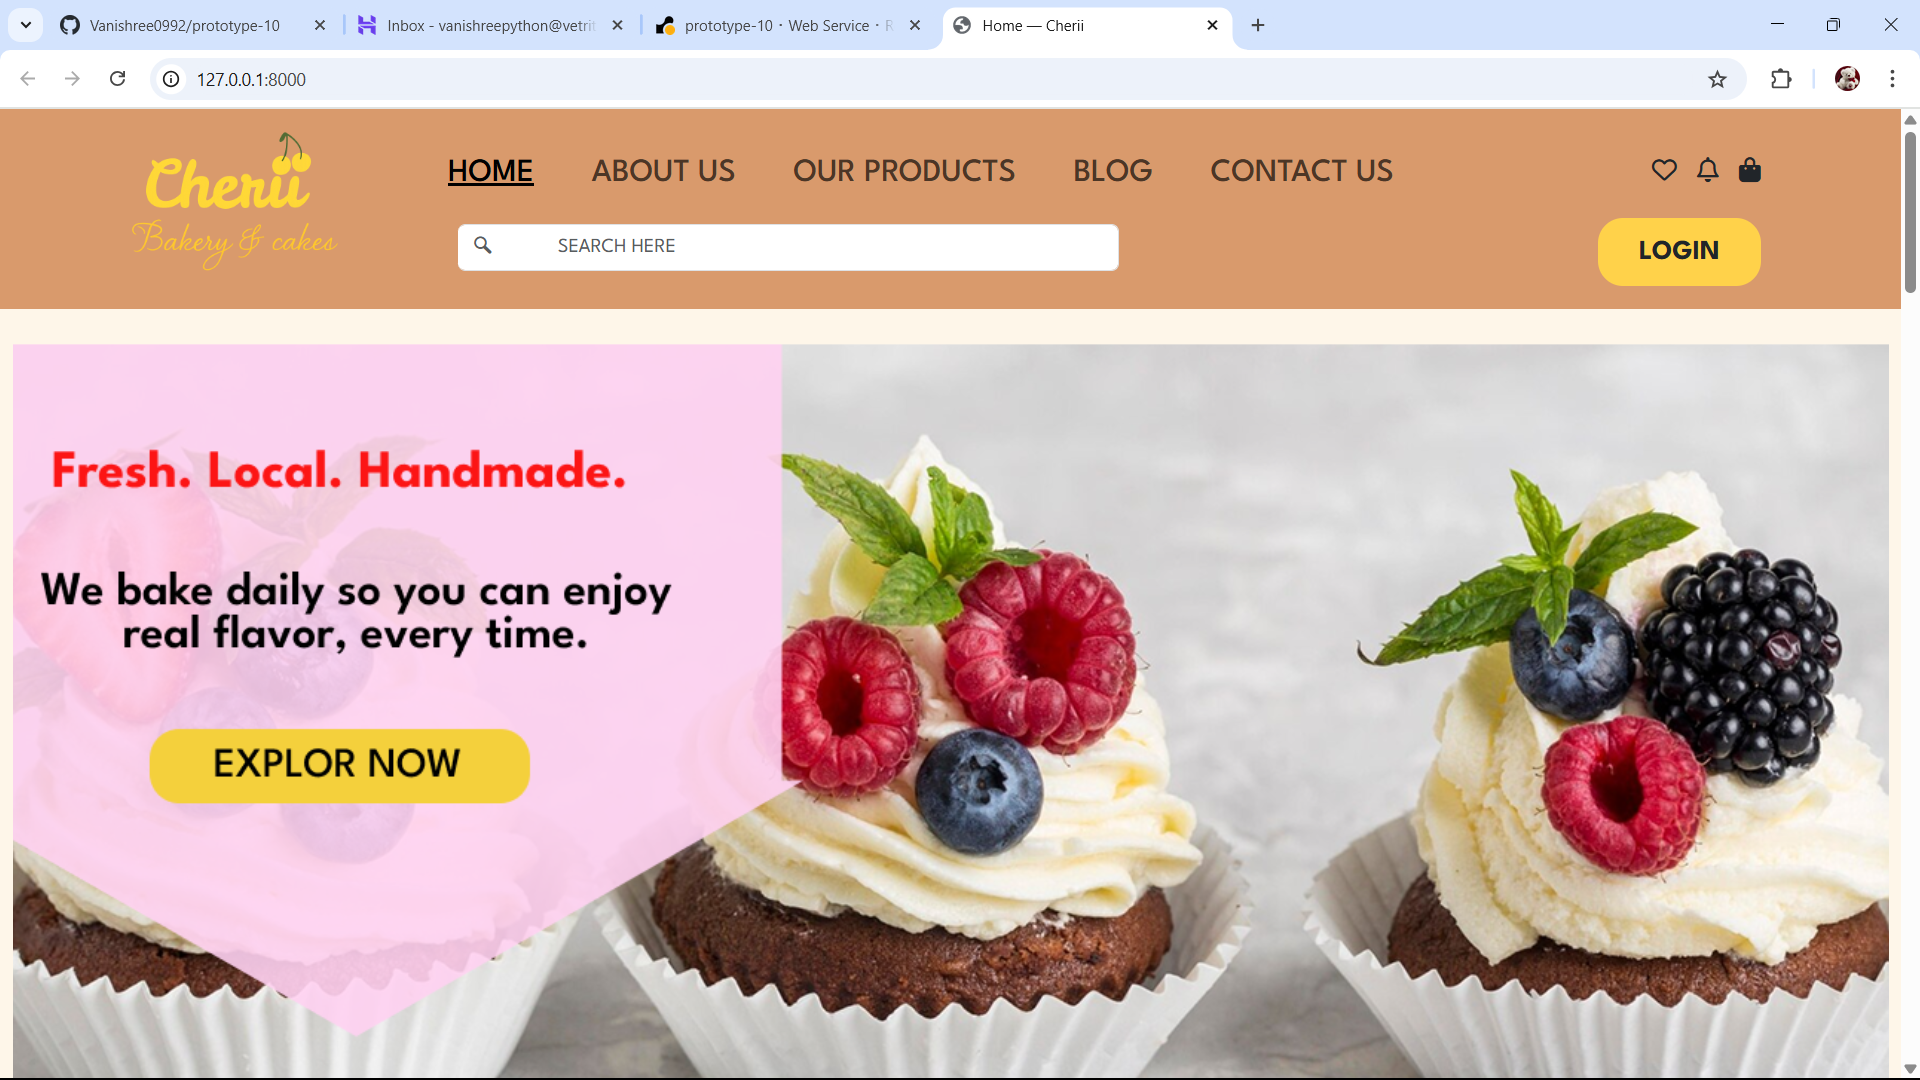 Vanishree0992/prototype-10
Inbox - vanishreepython@vetri
prototype-10 · Web Service · R
Home — Cherii
127.0.0.1:8000
Cherii
Bakery & cakes
HOME
ABOUT US
OUR PRODUCTS
BLOG
CONTACT US
SEARCH HERE
LOGIN
Fresh. Local. Handmade.
We bake daily so you can enjoy
real flavor, every time.
EXPLOR NOW